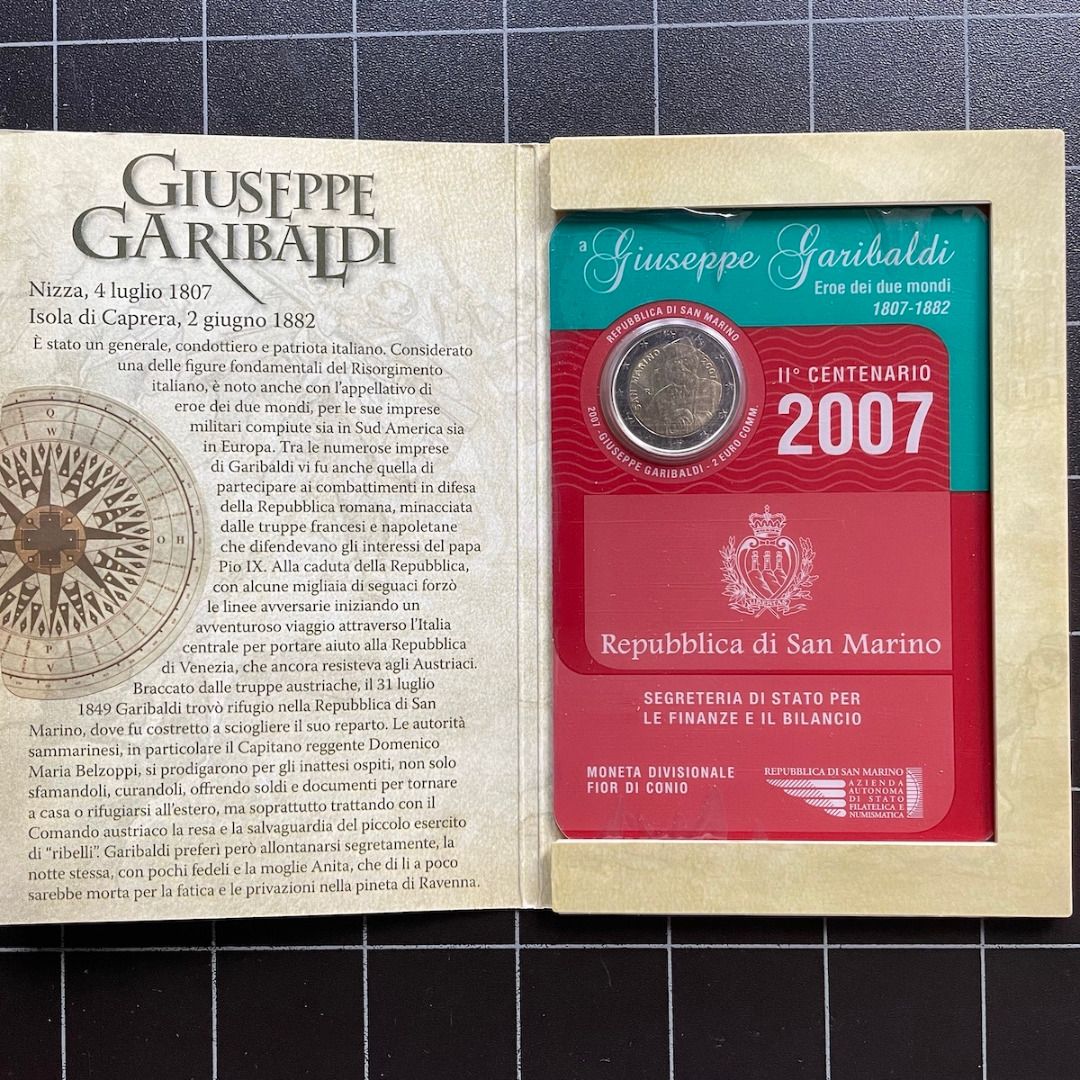 GIUSEPPE
GARIBALDI
Nizza, 4 luglio 1807
Isola di Caprera, 2 giugno 1882
È stato un generale, condottiero e patriota italiano. Considerato
una delle figure fondamentali del Risorgimento
italiano, è noto anche con l'appellativo di
eroe dei due mondi, per le sue imprese
militari compiute sia in Sud America sia
in Europa. Tra le numerose imprese
di Garibaldi vi fu anche quella di
partecipare ai combattimenti in difesa
della Repubblica romana, minacciata
dalle truppe francesi e napoletane
che difendevano gli interessi del papa
Pio IX. Alla caduta della Repubblica,
con alcune migliaia di seguaci forzò
le linee avversarie iniziando un
avventuroso viaggio attraverso l'Italia
centrale per portare aiuto alla Repubblica
di Venezia, che ancora resisteva agli Austriaci.
Braccato dalle truppe austriache, il 31 luglio
1849 Garibaldi trovò rifugio nella Repubblica di San
Marino, dove fu costretto a sciogliere il suo reparto. Le autorità
sammarinesi, in particolare il Capitano reggente Domenico
Maria Belzoppi, si prodigarono per gli inattesi ospiti, non solo
sfamandoli, curandoli, offrendo soldi e documenti per tornare
a casa o rifugiarsi all'estero, ma soprattutto trattando con il
Comando austriaco la resa e la salvaguardia del piccolo esercito
di "ribelli". Garibaldi preferì però allontanarsi segretamente, la
notte stessa, con pochi fedeli e la moglie Anita, che di li a poco
sarebbe morta per la fatica e le privazioni nella pineta di Ravenna.
Q
W
O H
V
P
a Giuseppe Garibaldi
Eroe dei due mondi
1807-1882
REPUBBLICA DI SAN MARINO
SAN MARINO
2007
2007 - GIUSEPPE GARIBALDI - 2 EURO COMM.
II° CENTENARIO
2007
LIBERTAS
Repubblica di San Marino
SEGRETERIA DI STATO PER
LE FINANZE E IL BILANCIO
MONETA DIVISIONALE
FIOR DI CONIO
REPUBBLICA DI SAN MARINO
AZIENDA
AUTONOMA
DI STATO
FILATELICA E
NUMISMATICA